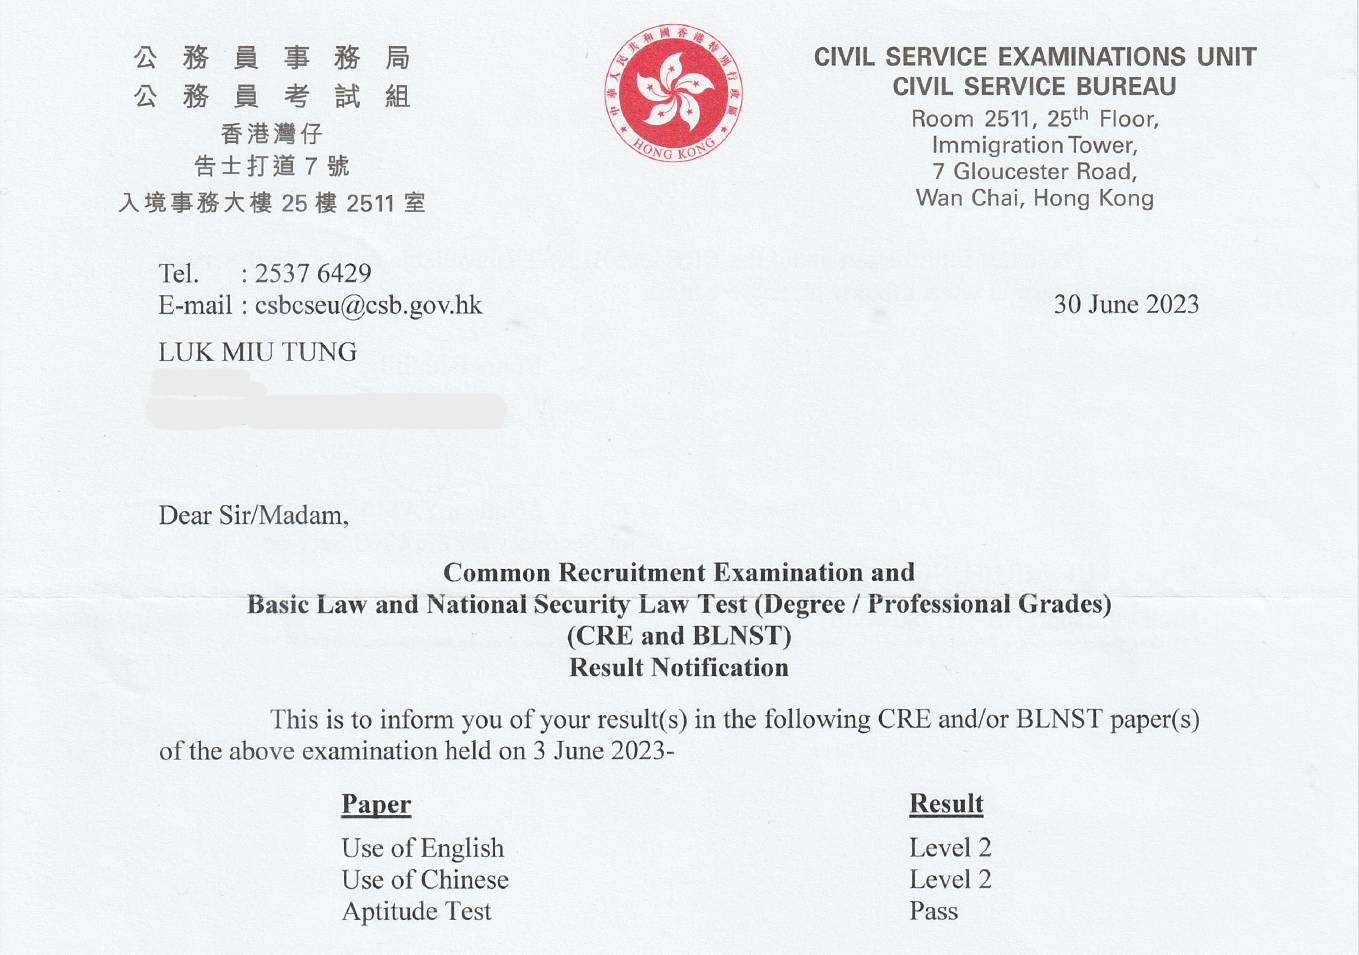 公務員事務局
公務員考試組
香港灣仔
告士打道 7 號
入境事務大樓 25 樓 2511 室
中華人民共和國香港特別行政區
HONG KONG
CIVIL SERVICE EXAMINATIONS UNIT
CIVIL SERVICE BUREAU
Room 2511, 25th Floor,
Immigration Tower,
7 Gloucester Road,
Wan Chai, Hong Kong
Tel. : 2537 6429
E-mail : csbcseu@csb.gov.hk
30 June 2023
LUK MIU TUNG
Dear Sir/Madam,
Common Recruitment Examination and
Basic Law and National Security Law Test (Degree / Professional Grades)
(CRE and BLNST)
Result Notification
This is to inform you of your result(s) in the following CRE and/or BLNST paper(s)
of the above examination held on 3 June 2023-
Paper Result
Use of English Level 2
Use of Chinese Level 2
Aptitude Test Pass